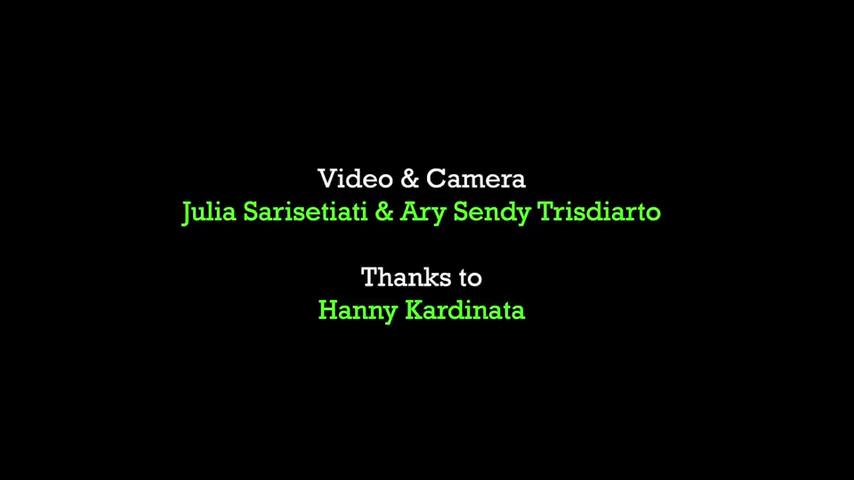 Video & Camera
Julia Sarisetiati & Ary Sendy Trisdiarto
Thanks to
Hanny Kardinata